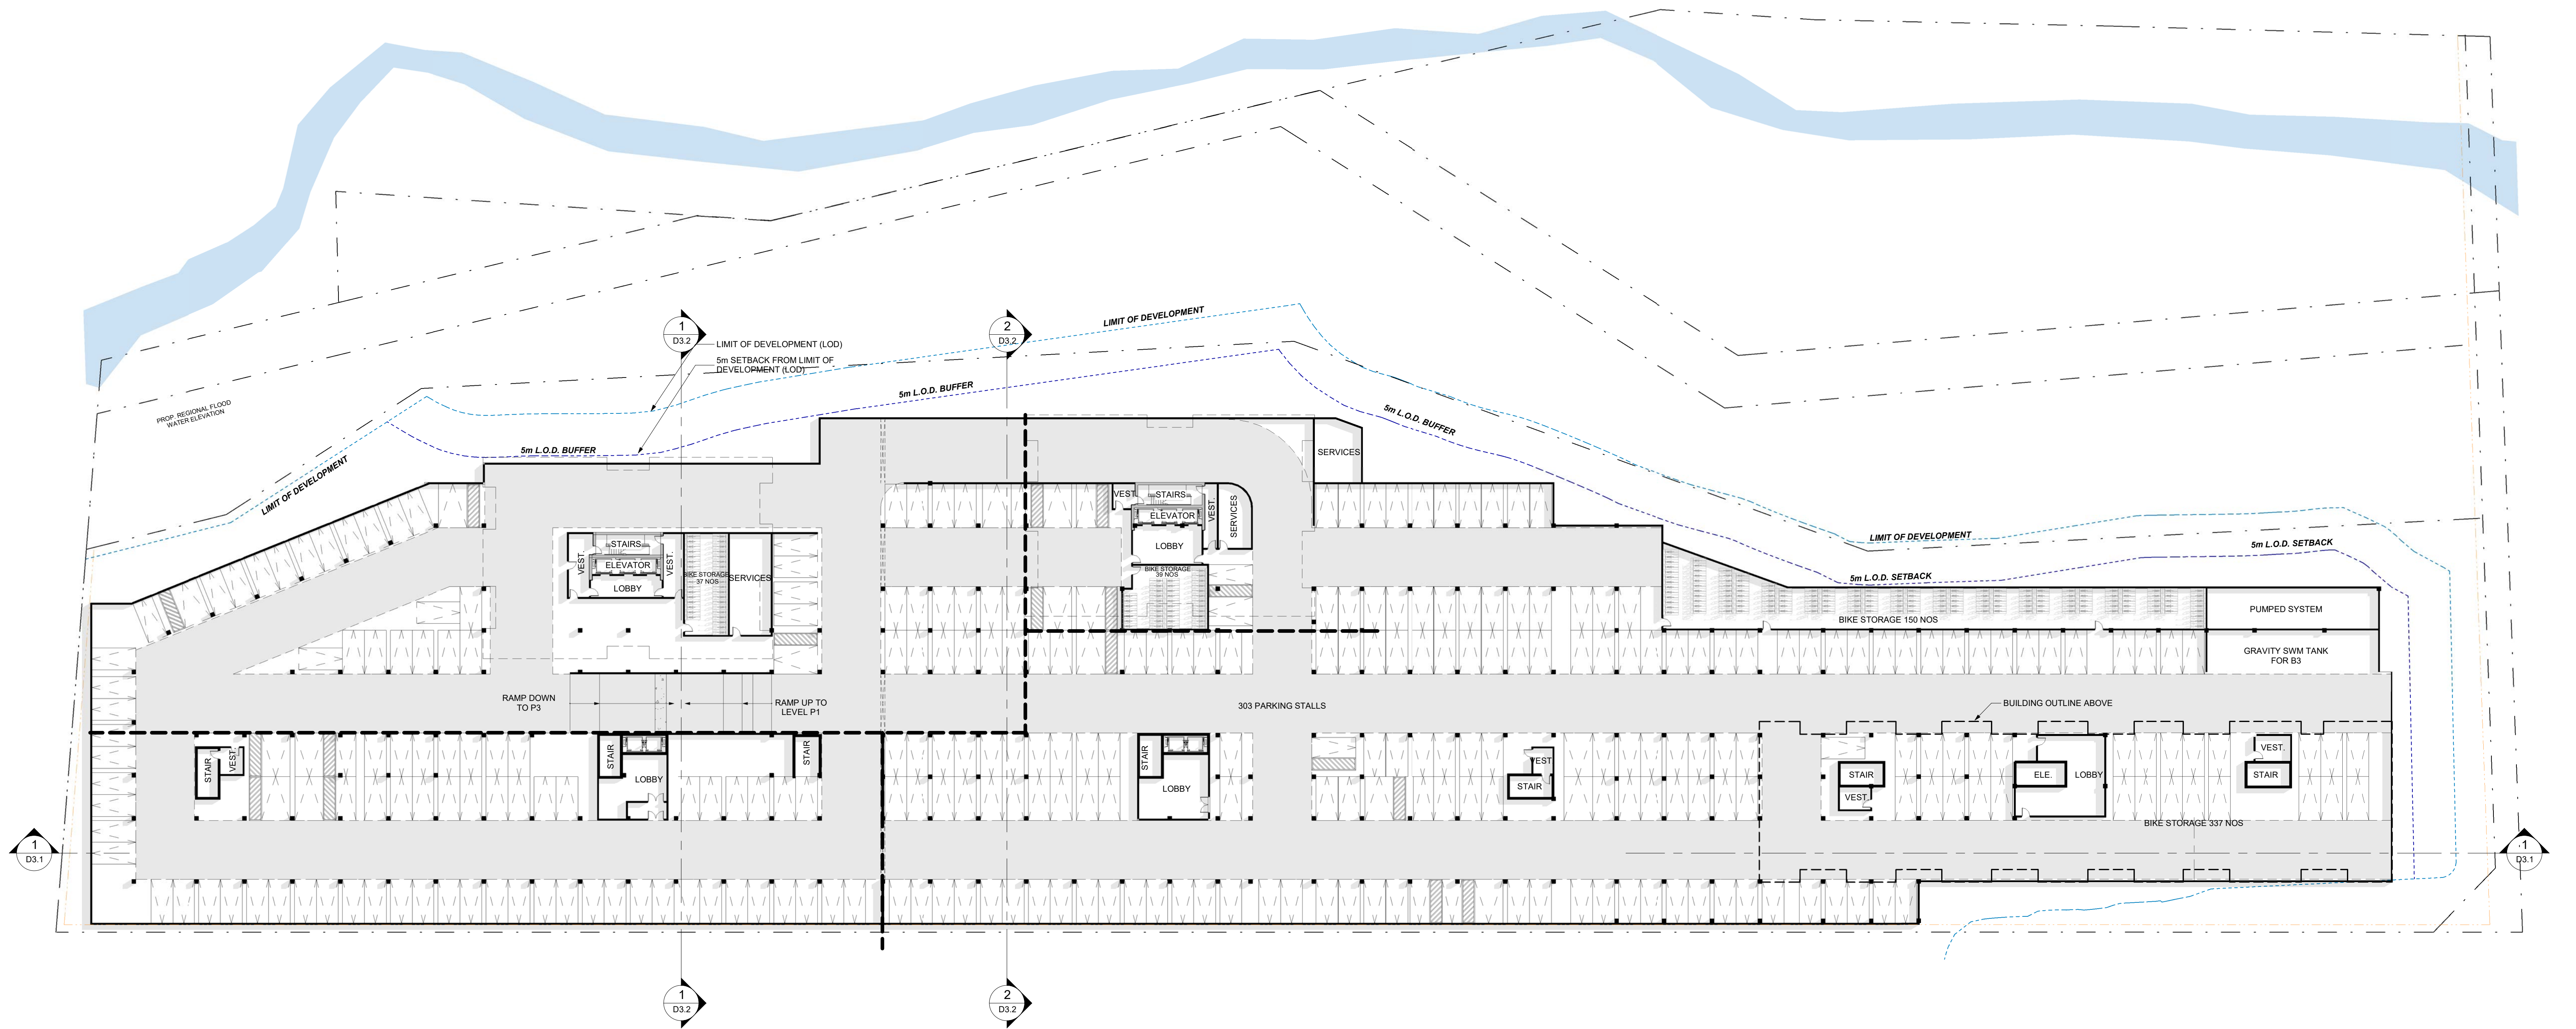 1
D3.2
2
D3.2
LIMIT OF DEVELOPMENT
LIMIT OF DEVELOPMENT (LOD)
5m SETBACK FROM LIMIT OF
DEVELOPMENT (LOD)
5m L.O.D. BUFFER
5m L.O.D. BUFFER
PROP. REGIONAL FLOOD
WATER ELEVATION
5m L.O.D. BUFFER
LIMIT OF DEVELOPMENT
SERVICES
VEST.
STAIRS
ELEVATOR
VEST.
SERVICES
LOBBY
BIKE STORAGE
39 NOS
VEST.
STAIRS
ELEVATOR
LOBBY
VEST.
BIKE STORAGE
37 NOS
SERVICES
LIMIT OF DEVELOPMENT
5m L.O.D. SETBACK
5m L.O.D. SETBACK
BIKE STORAGE 150 NOS
PUMPED SYSTEM
GRAVITY SWM TANK
FOR B3
RAMP DOWN
TO P3
RAMP UP TO
LEVEL P1
303 PARKING STALLS
BUILDING OUTLINE ABOVE
STAIR
VEST.
STAIR
LOBBY
STAIR
STAIR
LOBBY
VEST
STAIR
STAIR
VEST.
ELE.
LOBBY
VEST.
STAIR
BIKE STORAGE 337 NOS
1
D3.1
1
D3.1
1
D3.2
2
D3.2